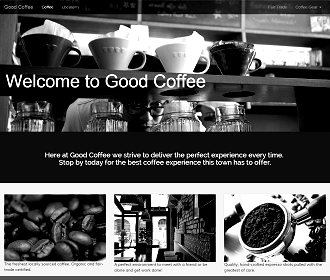 Good Coffee
Coffee
Locations
Fair Trade
Coffee Gear
Welcome to Good Coffee
Here at Good Coffee we strive to deliver the perfect experience every time.
Stop by today for the best coffee experience this town has to offer.
The freshest locally sourced coffee. Organic and fair-
trade certified.
A perfect environment to meet with a friend or be
alone and get work done!
Quality, hand-crafted espresso shots pulled with the
greatest of care.